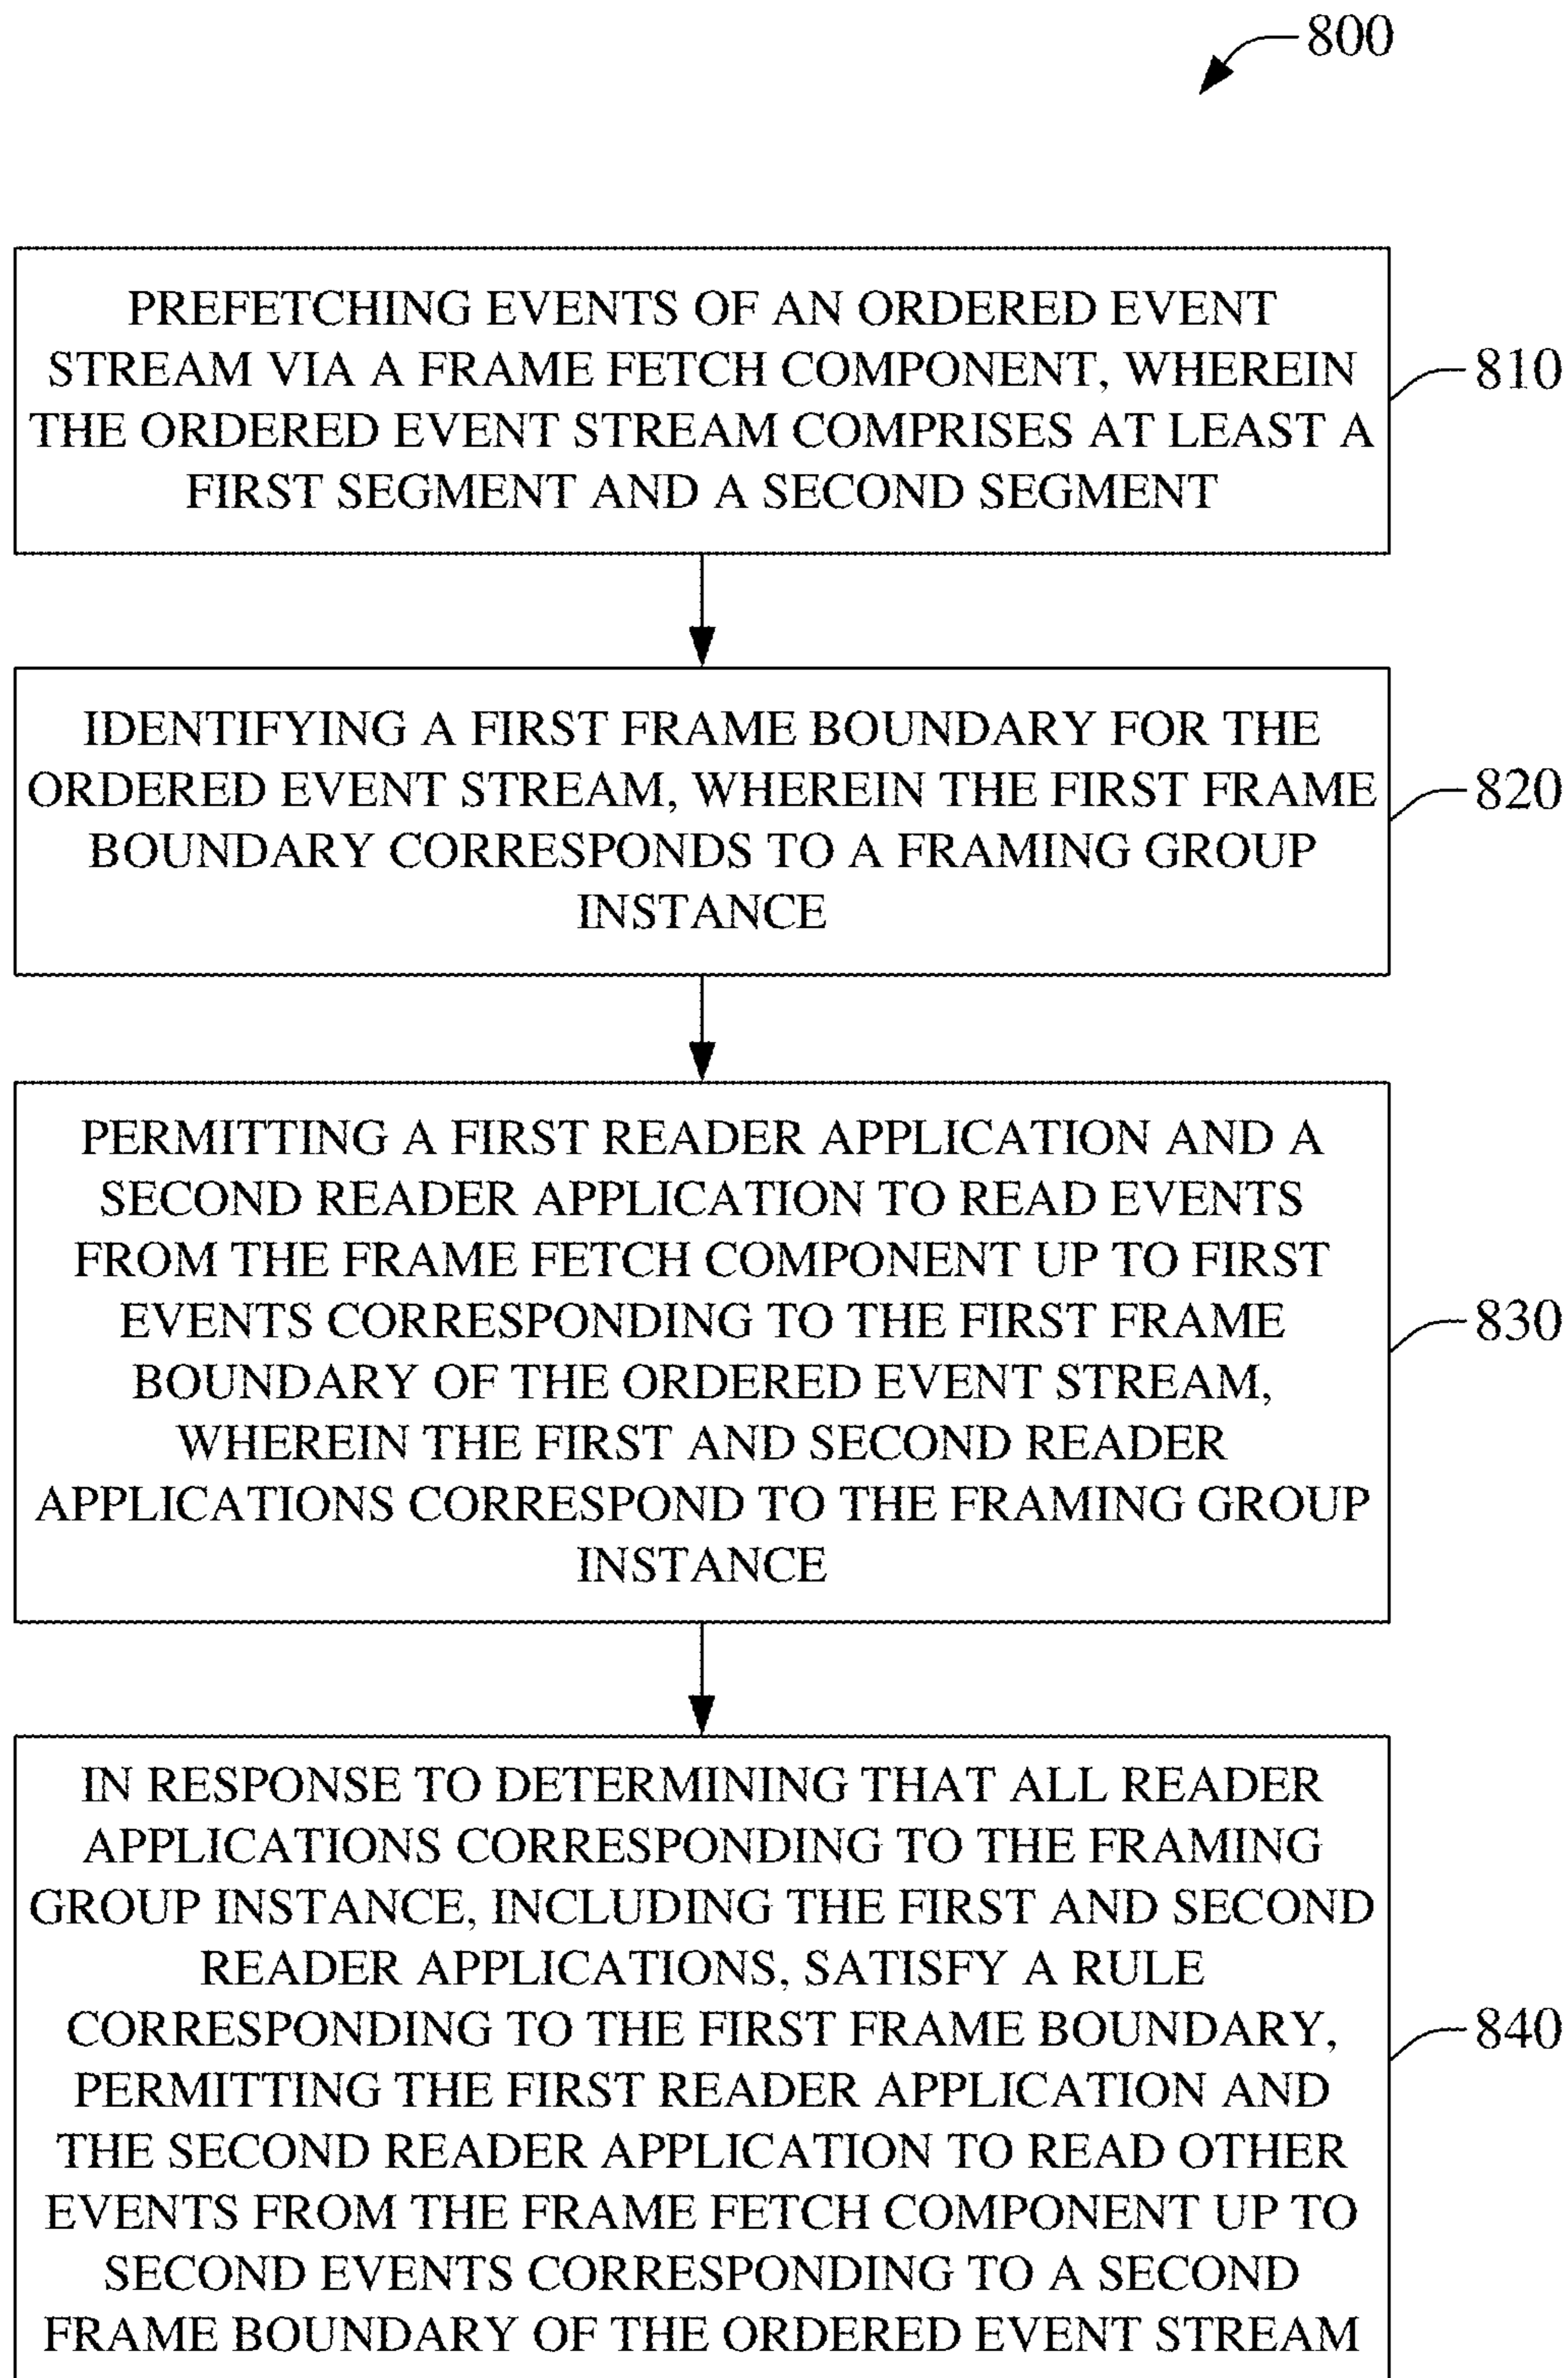 800
PREFETCHING EVENTS OF AN ORDERED EVENT
STREAM VIA A FRAME FETCH COMPONENT, WHEREIN
THE ORDERED EVENT STREAM COMPRISES AT LEAST A
FIRST SEGMENT AND A SECOND SEGMENT
810
IDENTIFYING A FIRST FRAME BOUNDARY FOR THE
ORDERED EVENT STREAM, WHEREIN THE FIRST FRAME
BOUNDARY CORRESPONDS TO A FRAMING GROUP
INSTANCE
820
PERMITTING A FIRST READER APPLICATION AND A
SECOND READER APPLICATION TO READ EVENTS
FROM THE FRAME FETCH COMPONENT UP TO FIRST
EVENTS CORRESPONDING TO THE FIRST FRAME
BOUNDARY OF THE ORDERED EVENT STREAM,
WHEREIN THE FIRST AND SECOND READER
APPLICATIONS CORRESPOND TO THE FRAMING GROUP
INSTANCE
830
IN RESPONSE TO DETERMINING THAT ALL READER
APPLICATIONS CORRESPONDING TO THE FRAMING
GROUP INSTANCE, INCLUDING THE FIRST AND SECOND
READER APPLICATIONS, SATISFY A RULE
CORRESPONDING TO THE FIRST FRAME BOUNDARY,
PERMITTING THE FIRST READER APPLICATION AND
THE SECOND READER APPLICATION TO READ OTHER
EVENTS FROM THE FRAME FETCH COMPONENT UP TO
SECOND EVENTS CORRESPONDING TO A SECOND
FRAME BOUNDARY OF THE ORDERED EVENT STREAM
840